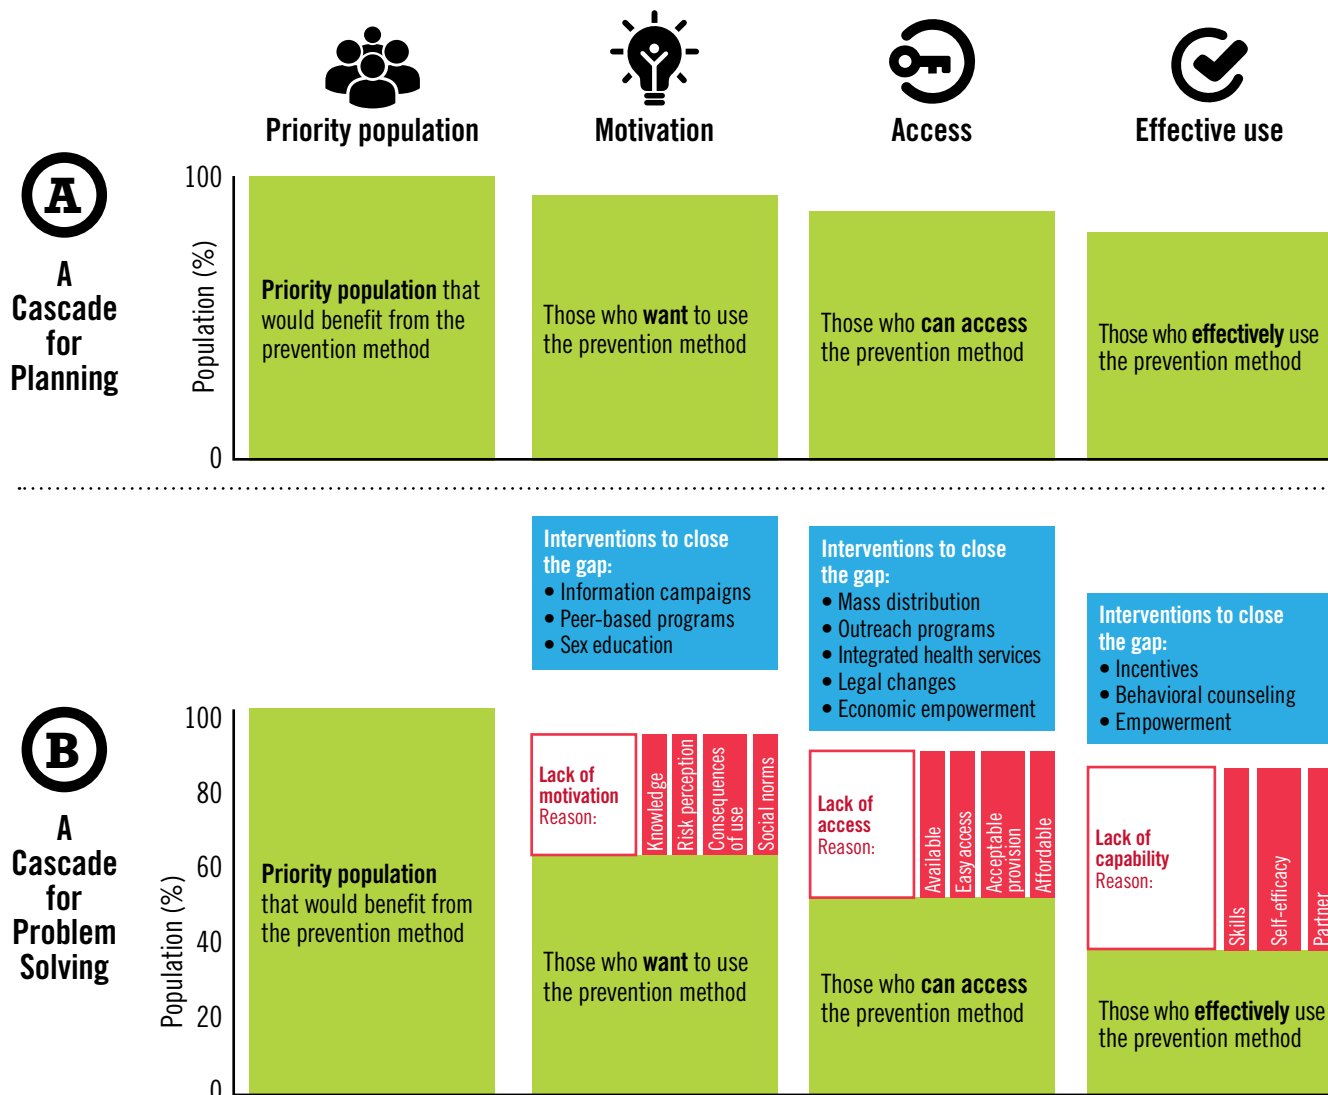 Priority population
Motivation
Access
Effective use
A
A
Cascade
for
Planning
Population (%)
100
0
Priority population that
would benefit from the
prevention method
Those who want to use
the prevention method
Those who can access
the prevention method
Those who effectively use
the prevention method
B
A
Cascade
for
Problem
Solving
Population (%)
100
80
60
40
20
0
Priority population
that would benefit from
the prevention method
Interventions to close
the gap:
• Information campaigns
• Peer-based programs
• Sex education
Lack of
motivation
Reason:
Knowledge
Risk perception
Consequences
of use
Social norms
Those who want to use
the prevention method
Interventions to close
the gap:
• Mass distribution
• Outreach programs
• Integrated health services
• Legal changes
• Economic empowerment
Lack of
access
Reason:
Available
Easy access
Acceptable
provision
Affordable
Those who can access
the prevention method
Interventions to close
the gap:
• Incentives
• Behavioral counseling
• Empowerment
Lack of
capability
Reason:
Skills
Self-efficacy
Partner
Those who effectively use
the prevention method